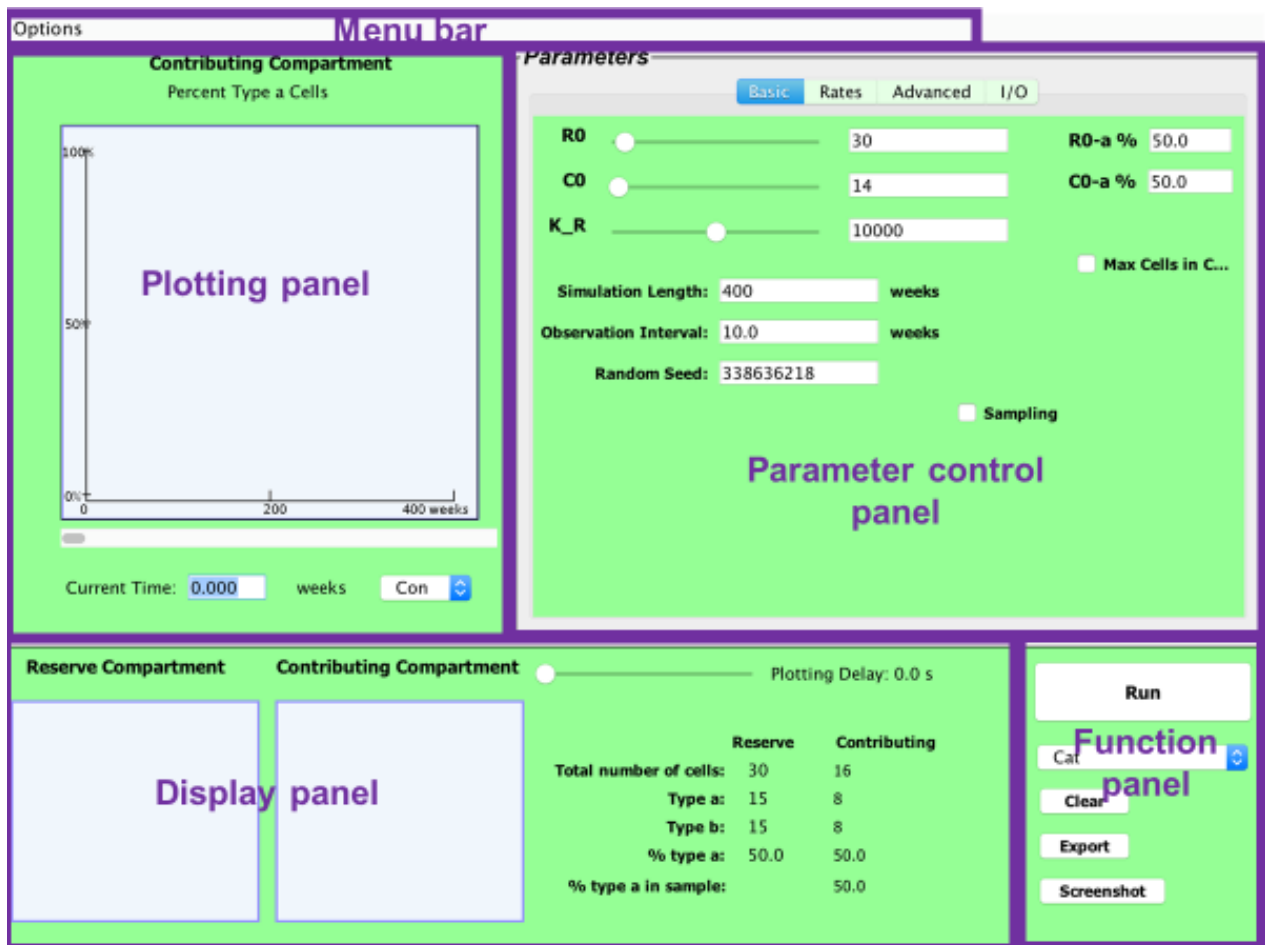 Options
Menu bar
Contributing Compartment
Percent Type a Cells
100%
50%
0%
0 200 400 weeks
Plotting panel
Current Time: 0.000 weeks Con
Parameters
Basic Rates Advanced I/O
R0 30 R0-a % 50.0
C0 14 C0-a % 50.0
K_R 10000
Max Cells in C...
Simulation Length: 400 weeks
Observation Interval: 10.0 weeks
Random Seed: 338636218
Sampling
Parameter control
panel
Reserve Compartment Contributing Compartment
Plotting Delay: 0.0 s
Display panel
Reserve Contributing
Total number of cells: 30 16
Type a: 15 8
Type b: 15 8
% type a: 50.0 50.0
% type a in sample: 50.0
Run
Cat
Function
panel
Clear
Export
Screenshot